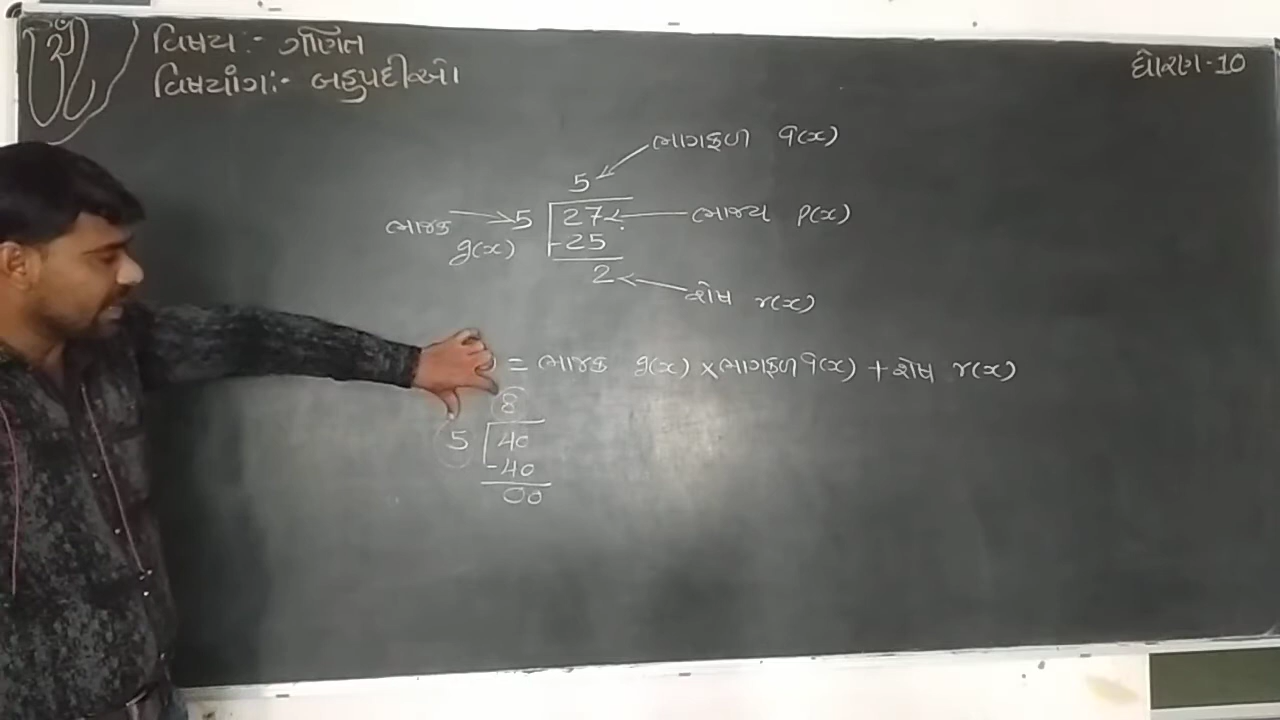 વિષય :- ગણિત
વિષયાંગ :- બહુપદીઓ
ધોરણ - 10
ભાગફળ q(x)
5
ભાજક g(x)
5
27
ભાજ્ય p(x)
-25
2
શેષ r(x)
) = ભાજક g(x) × ભાગફળ q(x) + શેષ r(x)
8
5
40
-40
00